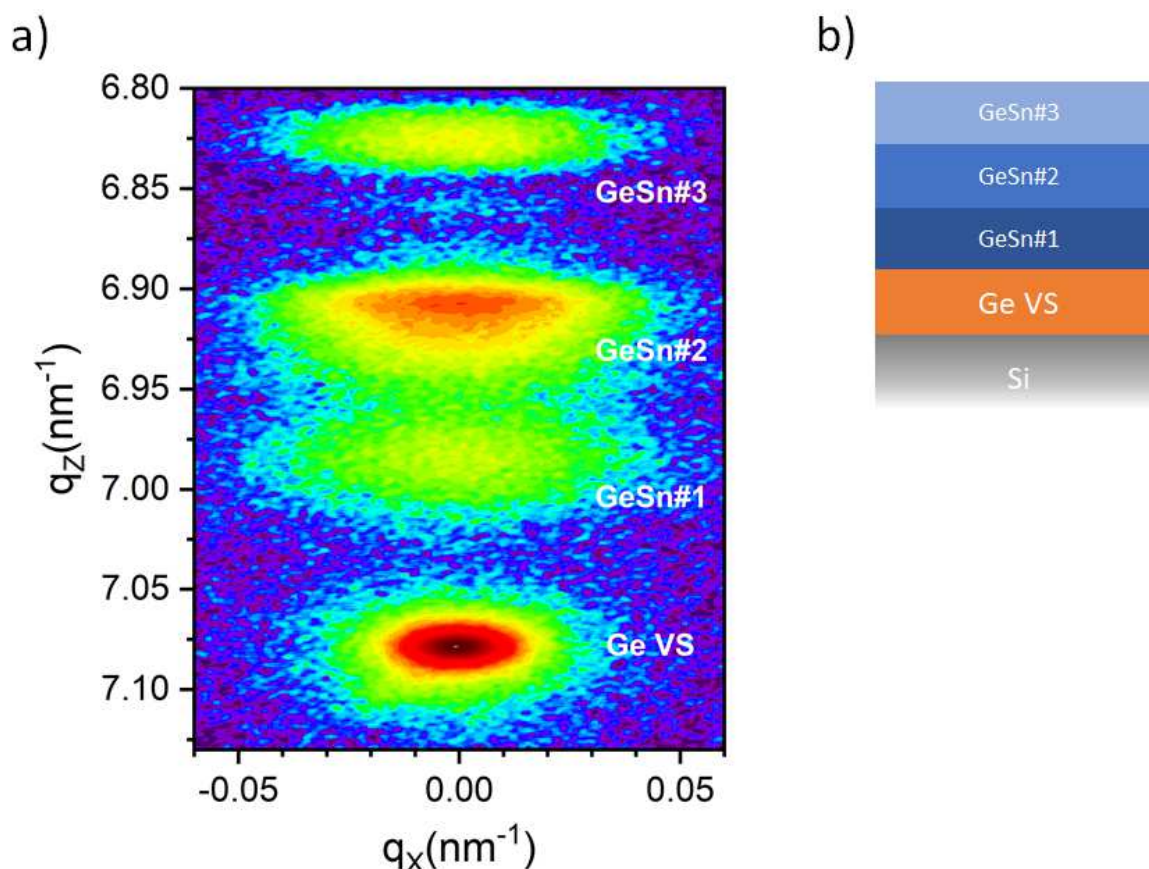 a)
b)
6.80
6.85
6.90
6.95
7.00
7.05
7.10
q_Z(nm⁻¹)
GeSn#3
GeSn#2
GeSn#1
Ge VS
-0.05
0.00
0.05
q_X(nm⁻¹)
GeSn#3
GeSn#2
GeSn#1
Ge VS
Si